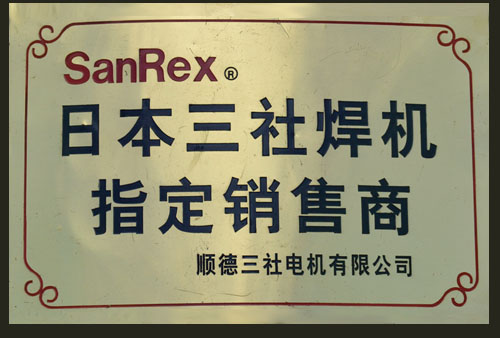 SanRex ®
日本三社焊机
指定销售商
顺德三社电机有限公司